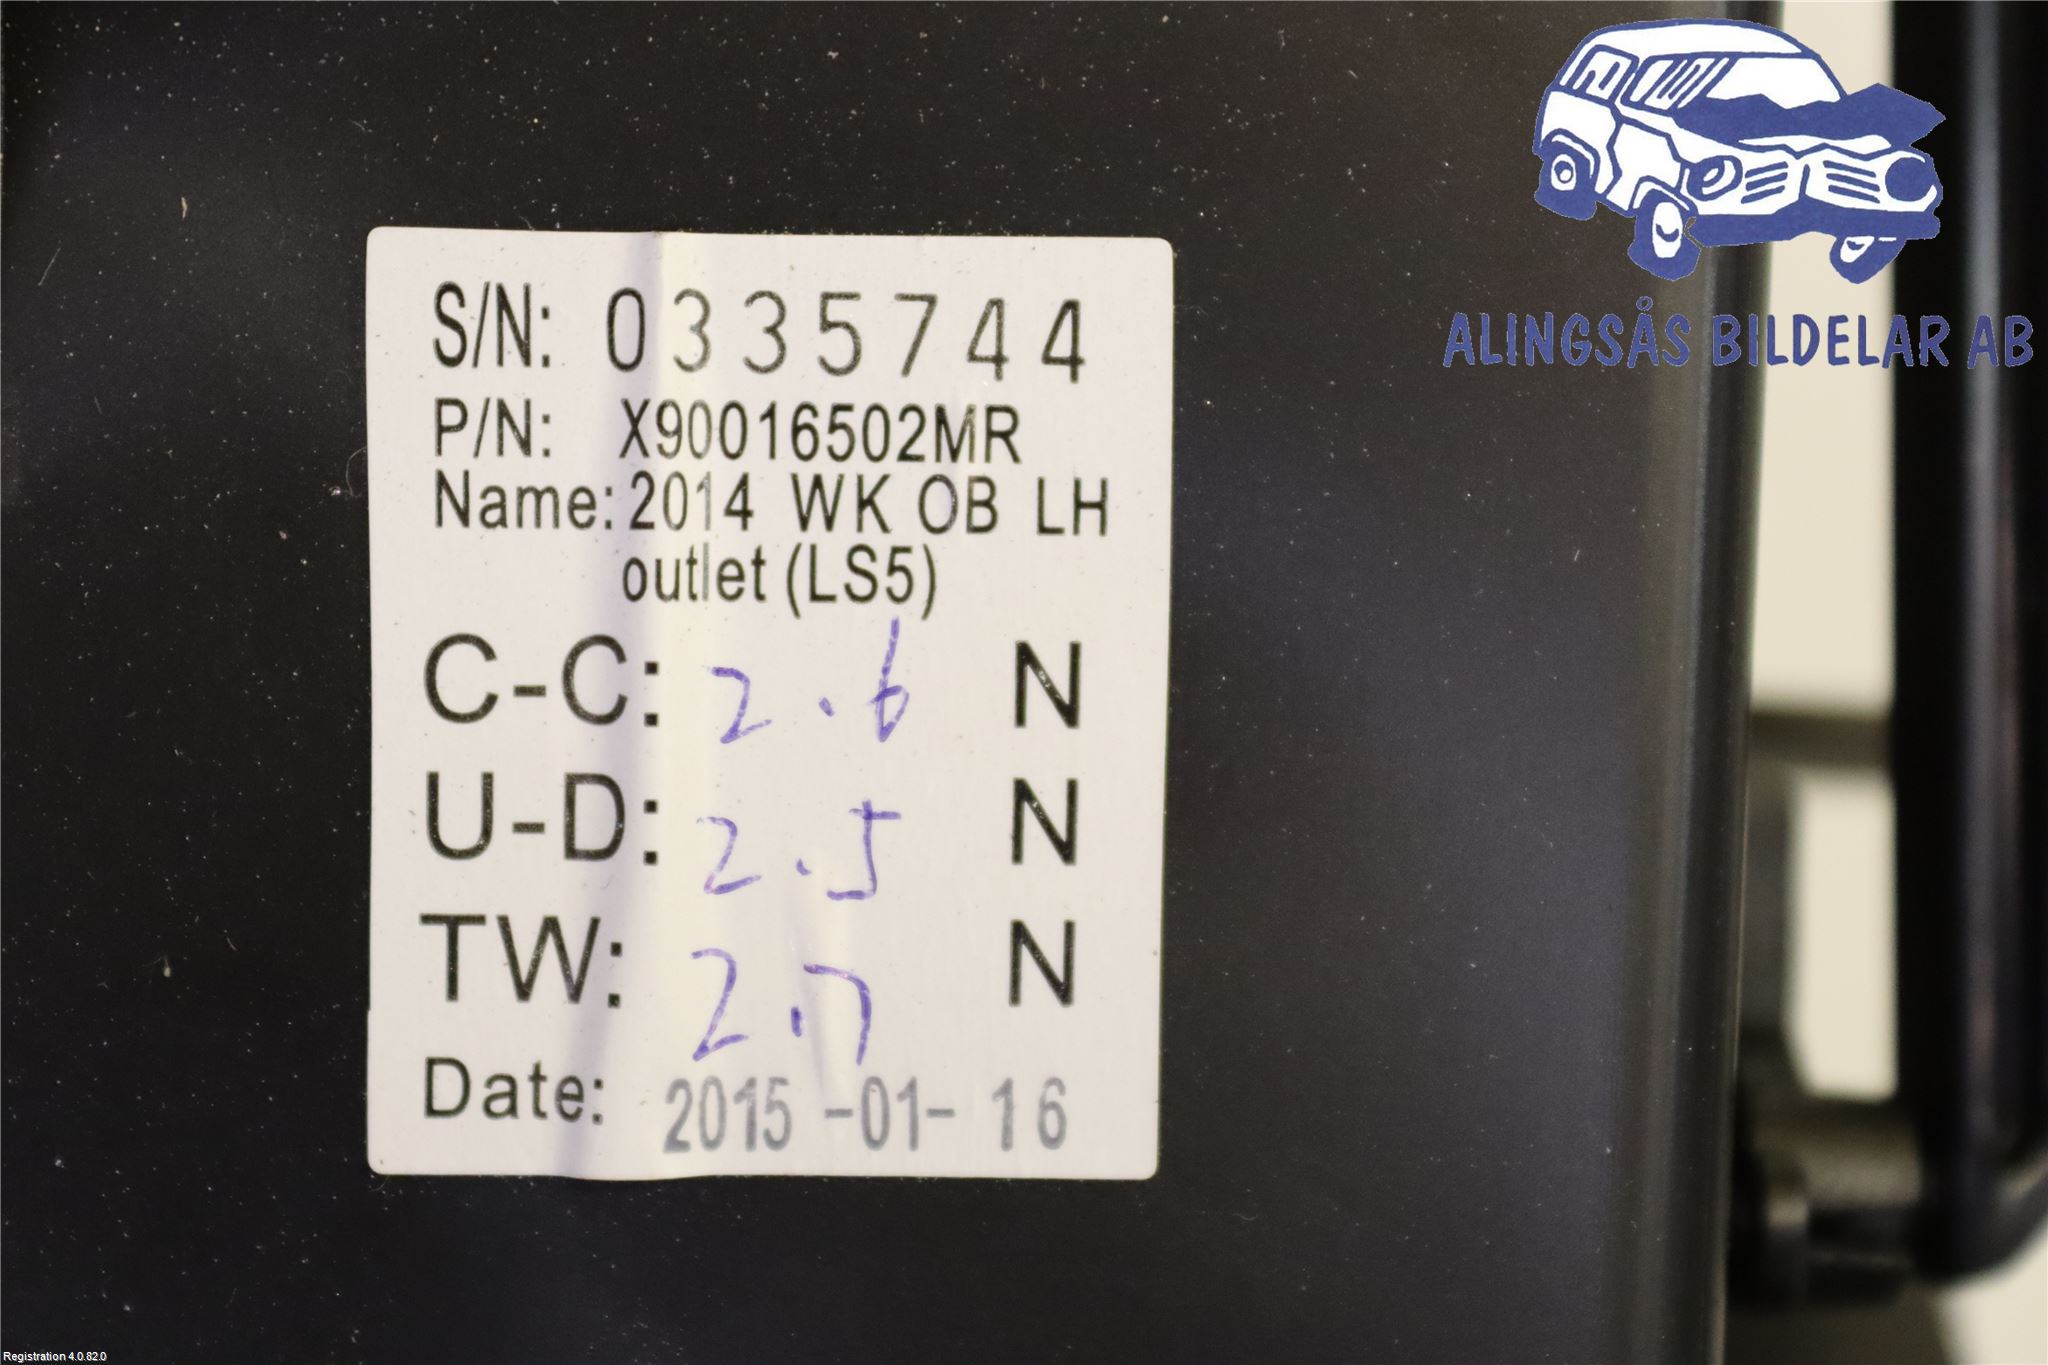 S/N: 0335744
P/N: X90016502MR
Name: 2014 WK OB LH
outlet (LS5)
C-C: 2.6 N
U-D: 2.5 N
TW: 2.7 N
Date: 2015-01-16
ALINGSÅS BILDELAR AB
Registration 4.0.82.0